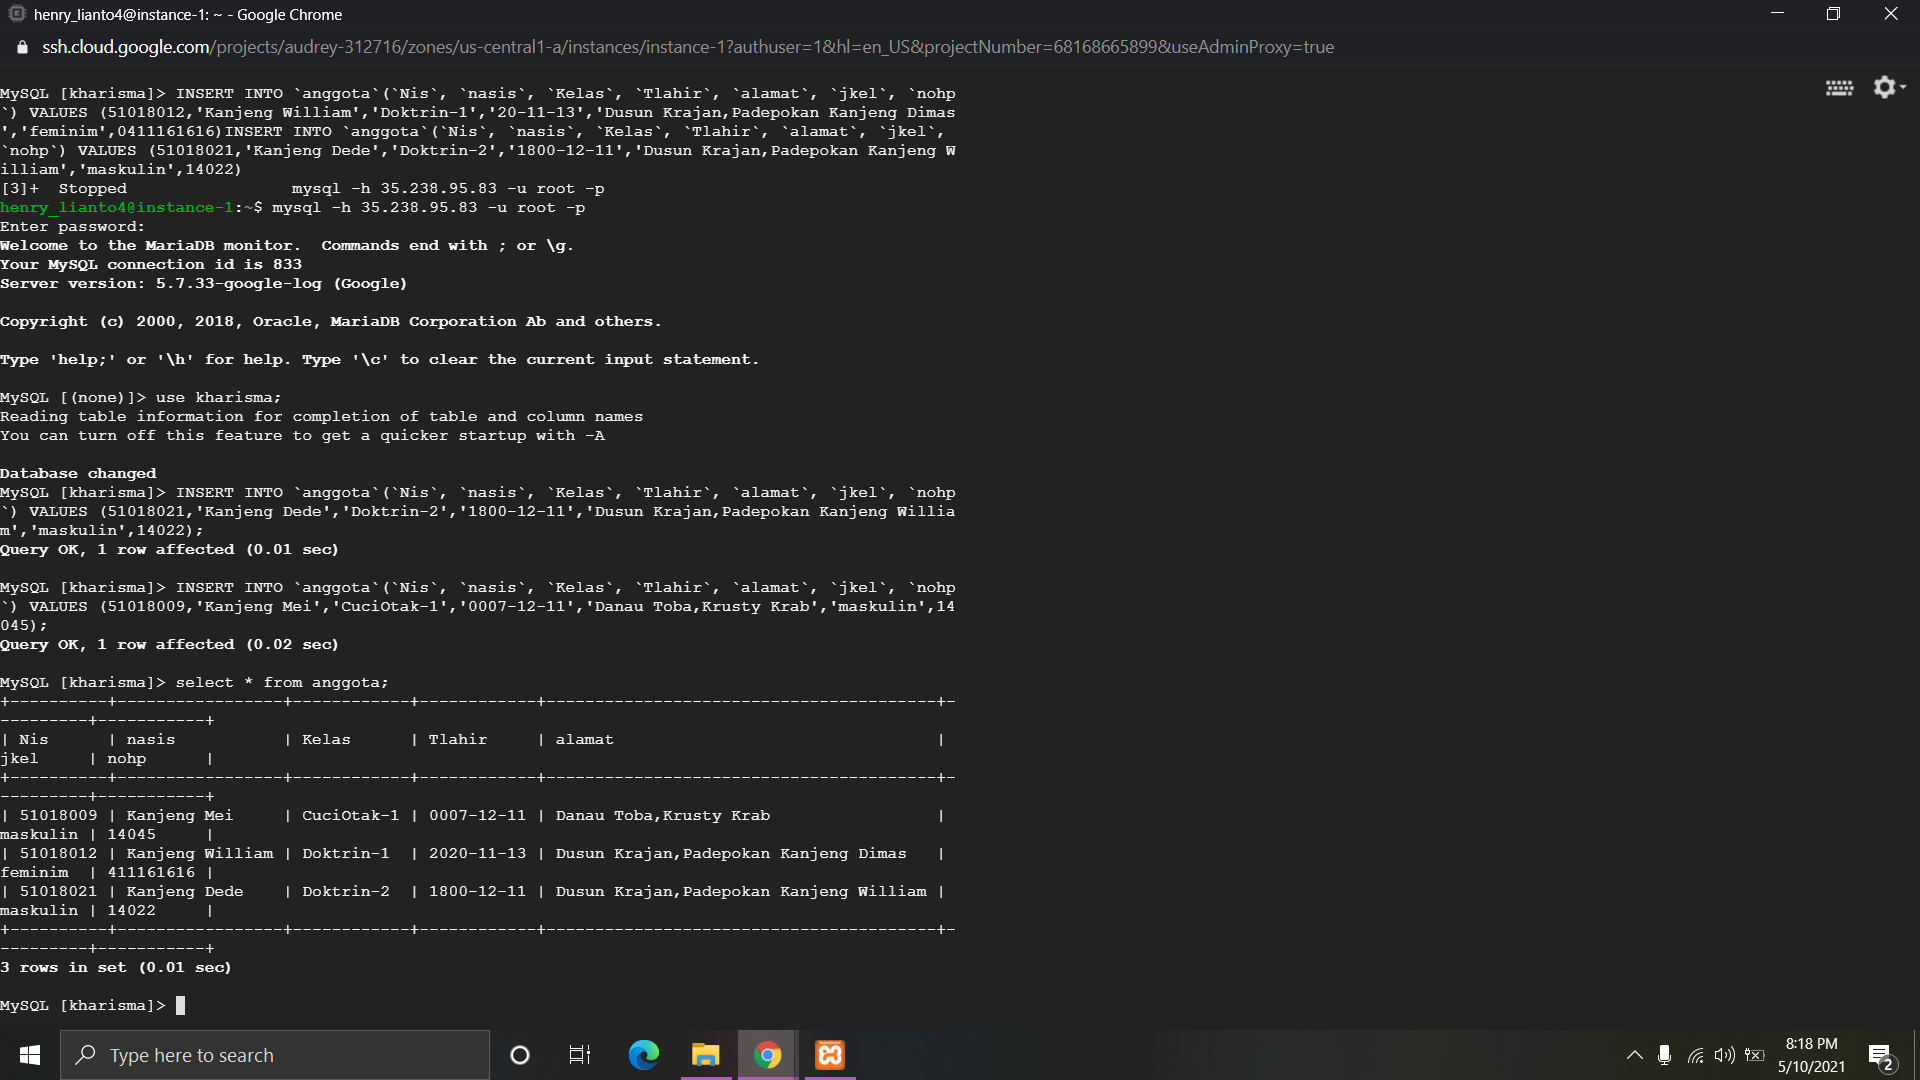 henry_lianto4@instance-1: ~ - Google Chrome
ssh.cloud.google.com/projects/audrey-312716/zones/us-central1-a/instances/instance-1?authuser=1&hl=en_US&projectNumber=68168665899&useAdminProxy=true
MySQL [kharisma]> INSERT INTO `anggota`(`Nis`, `nasis`, `Kelas`, `Tlahir`, `alamat`, `jkel`, `nohp
`) VALUES (51018012,'Kanjeng William','Doktrin-1','20-11-13','Dusun Krajan,Padepokan Kanjeng Dimas
','feminim',0411161616)INSERT INTO `anggota`(`Nis`, `nasis`, `Kelas`, `Tlahir`, `alamat`, `jkel`,
`nohp`) VALUES (51018021,'Kanjeng Dede','Doktrin-2','1800-12-11','Dusun Krajan,Padepokan Kanjeng W
illiam','maskulin',14022)
[3]+  Stopped                 mysql -h 35.238.95.83 -u root -p
henry_lianto4@instance-1:~$ mysql -h 35.238.95.83 -u root -p
Enter password:
Welcome to the MariaDB monitor.  Commands end with ; or \g.
Your MySQL connection id is 833
Server version: 5.7.33-google-log (Google)
Copyright (c) 2000, 2018, Oracle, MariaDB Corporation Ab and others.
Type 'help;' or '\h' for help. Type '\c' to clear the current input statement.
MySQL [(none)]> use kharisma;
Reading table information for completion of table and column names
You can turn off this feature to get a quicker startup with -A
Database changed
MySQL [kharisma]> INSERT INTO `anggota`(`Nis`, `nasis`, `Kelas`, `Tlahir`, `alamat`, `jkel`, `nohp
`) VALUES (51018021,'Kanjeng Dede','Doktrin-2','1800-12-11','Dusun Krajan,Padepokan Kanjeng Willia
m','maskulin',14022);
Query OK, 1 row affected (0.01 sec)
MySQL [kharisma]> INSERT INTO `anggota`(`Nis`, `nasis`, `Kelas`, `Tlahir`, `alamat`, `jkel`, `nohp
`) VALUES (51018009,'Kanjeng Mei','CuciOtak-1','0007-12-11','Danau Toba,Krusty Krab','maskulin',14
045);
Query OK, 1 row affected (0.02 sec)
MySQL [kharisma]> select * from anggota;
+----------+-----------------+------------+------------+----------------------------------------+-
---------+-----------+
| Nis      | nasis           | Kelas      | Tlahir     | alamat                                 |
jkel     | nohp      |
+----------+-----------------+------------+------------+----------------------------------------+-
---------+-----------+
| 51018009 | Kanjeng Mei     | CuciOtak-1 | 0007-12-11 | Danau Toba,Krusty Krab                 |
maskulin | 14045     |
| 51018012 | Kanjeng William | Doktrin-1  | 2020-11-13 | Dusun Krajan,Padepokan Kanjeng Dimas   |
feminim  | 411161616 |
| 51018021 | Kanjeng Dede    | Doktrin-2  | 1800-12-11 | Dusun Krajan,Padepokan Kanjeng William |
maskulin | 14022     |
+----------+-----------------+------------+------------+----------------------------------------+-
---------+-----------+
3 rows in set (0.01 sec)
MySQL [kharisma]>
Type here to search
8:18 PM
5/10/2021
2